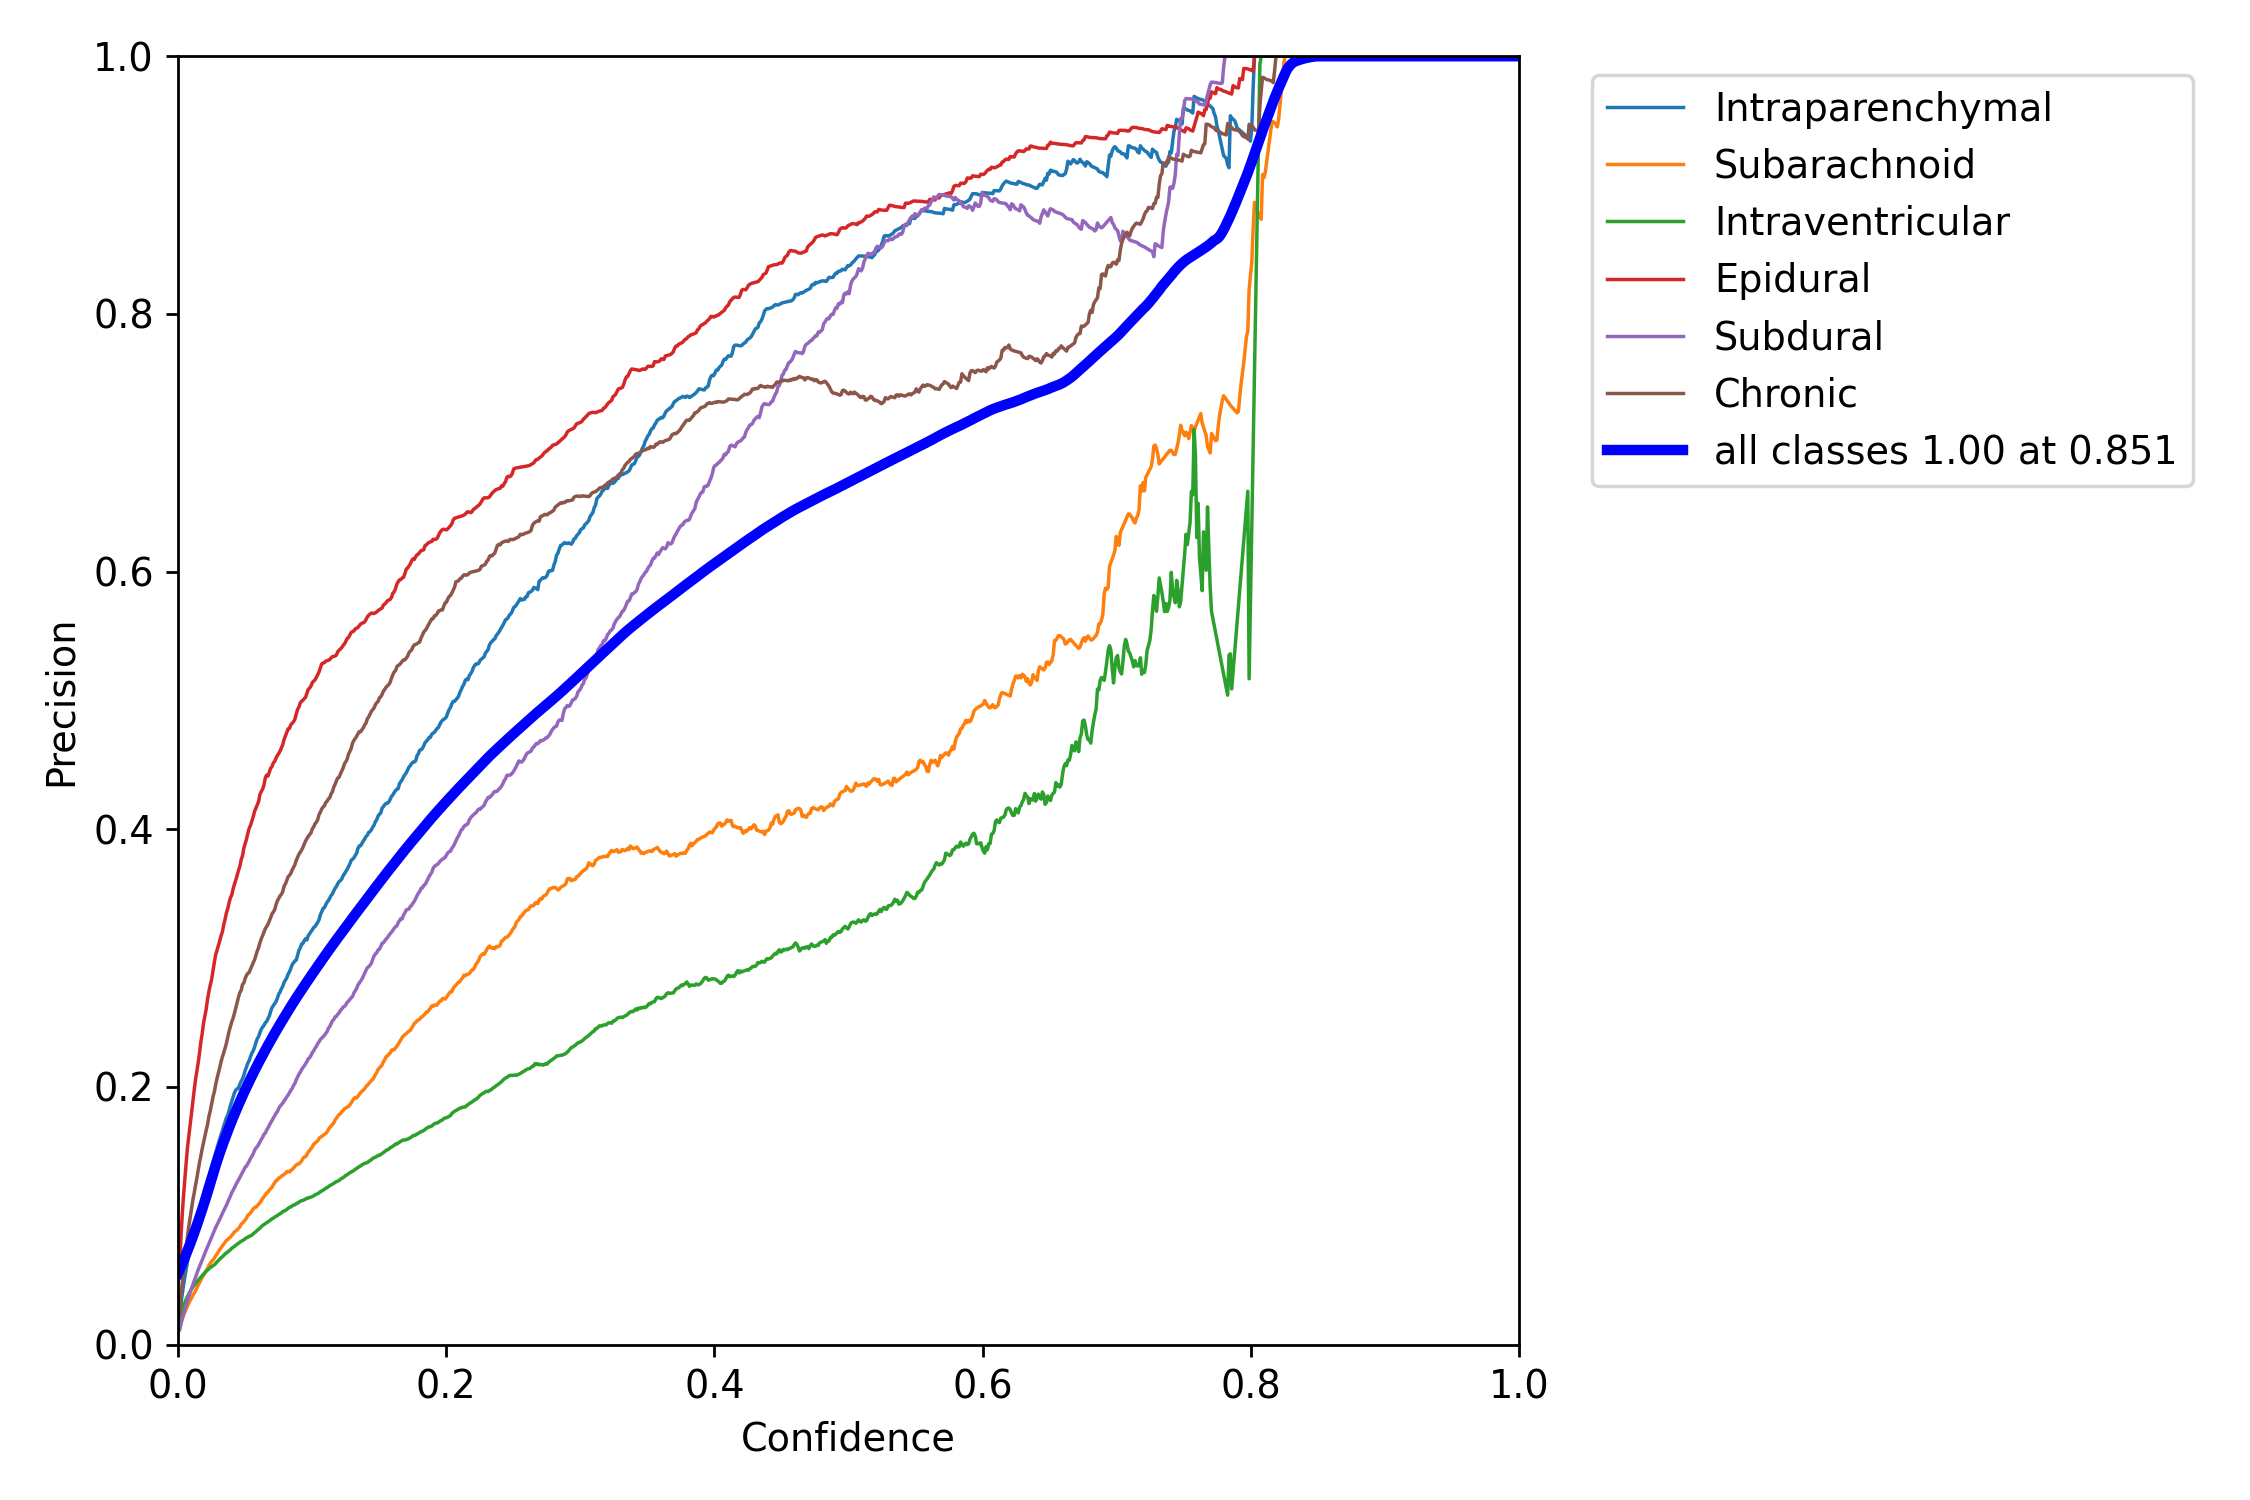 1.0
0.8
0.6
0.4
0.2
0.0
Precision
0.0 0.2 0.4 0.6 0.8 1.0
Confidence
Intraparenchymal
Subarachnoid
Intraventricular
Epidural
Subdural
Chronic
all classes 1.00 at 0.851